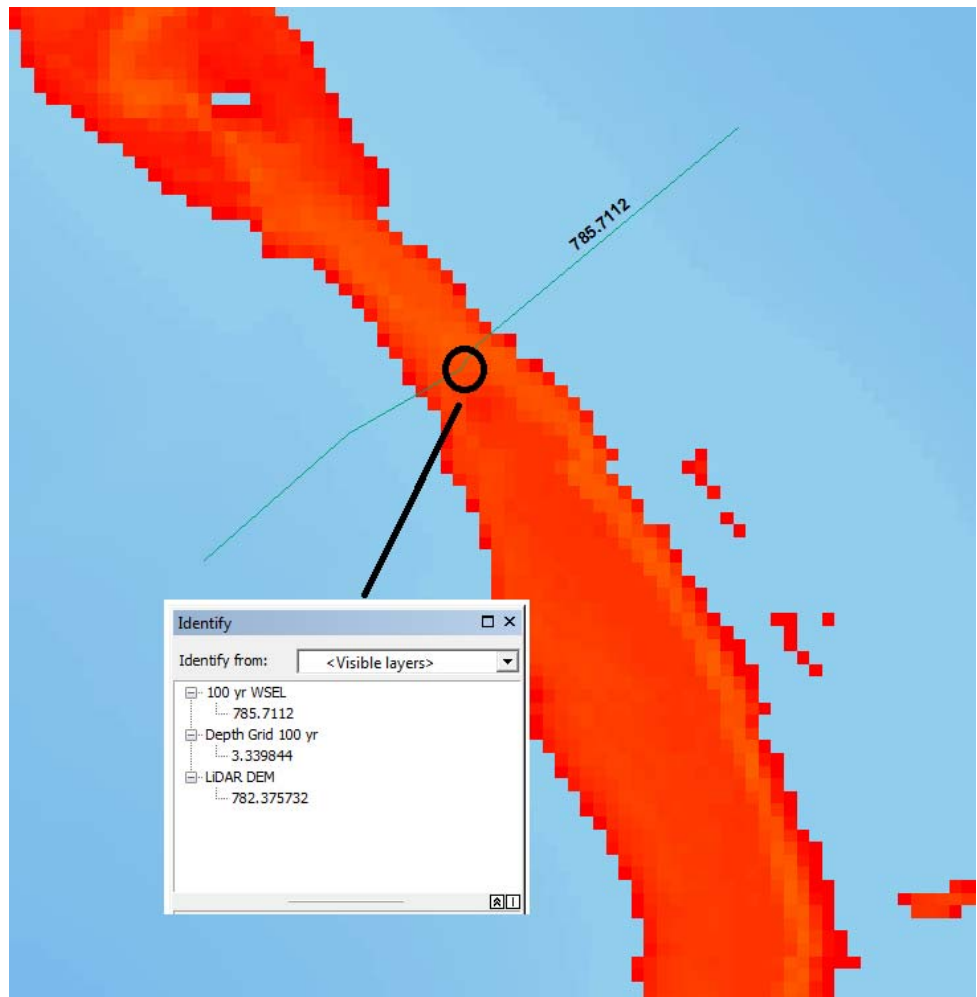 785.7112
Identify
Identify from: <Visible layers>
100 yr WSEL
785.7112
Depth Grid 100 yr
3.339844
LiDAR DEM
782.375732